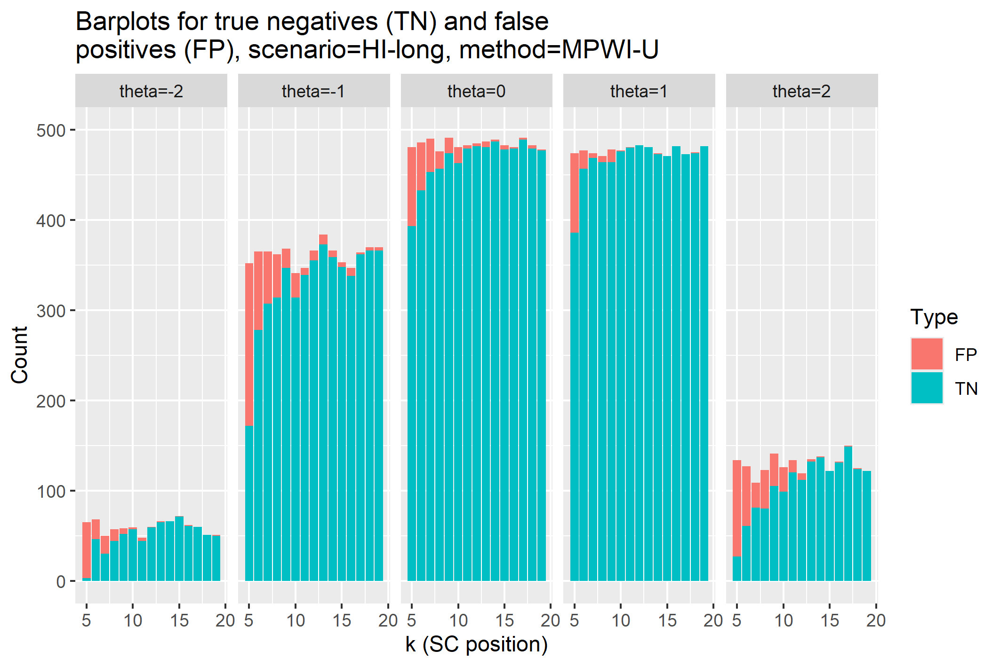 Barplots for true negatives (TN) and false
positives (FP), scenario=HI-long, method=MPWI-U
theta=-2 theta=-1 theta=0 theta=1 theta=2
500
400
300
200
100
0
Count
5 10 15 20 5 10 15 20 5 10 15 20 5 10 15 20 5 10 15 20
k (SC position)
Type
FP
TN